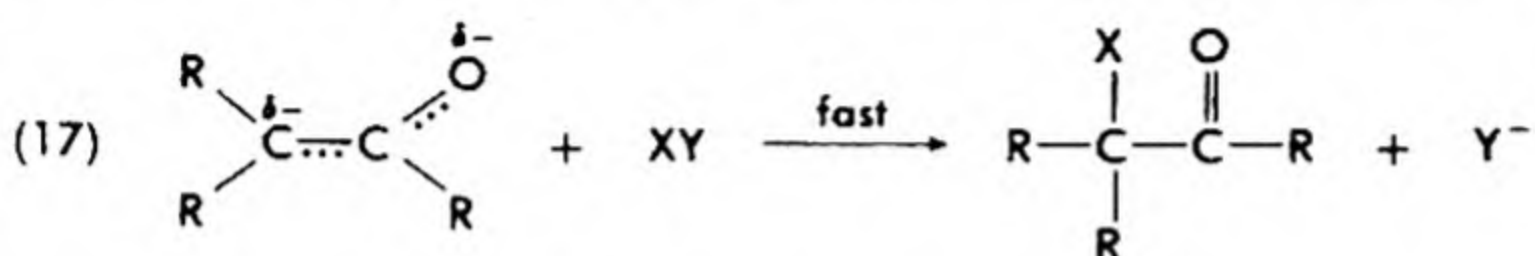 X O
R δ− O
(17) δ− C C + XY fast R—C—C—R + Y⁻
R R R